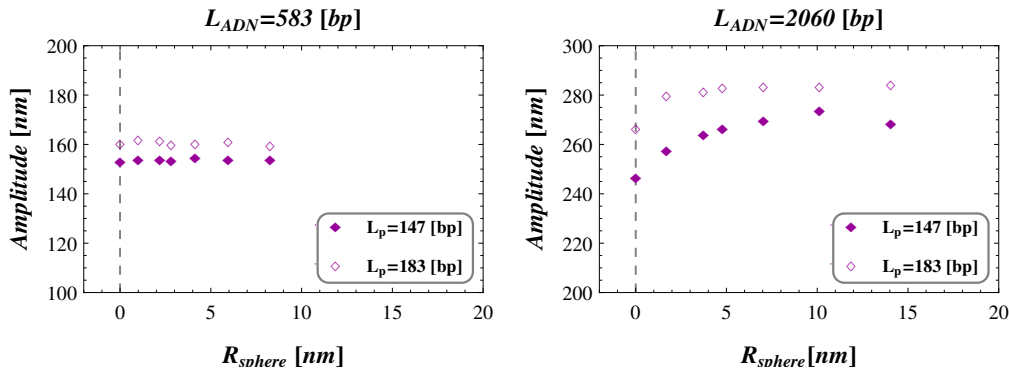 L_ADN=583 [bp]
Amplitude [nm]
200
180
160
140
120
100
0
5
10
15
20
R_sphere [nm]
L_p=147 [bp]
L_p=183 [bp]
L_ADN=2060 [bp]
Amplitude [nm]
300
280
260
240
220
200
0
5
10
15
20
R_sphere [nm]
L_p=147 [bp]
L_p=183 [bp]